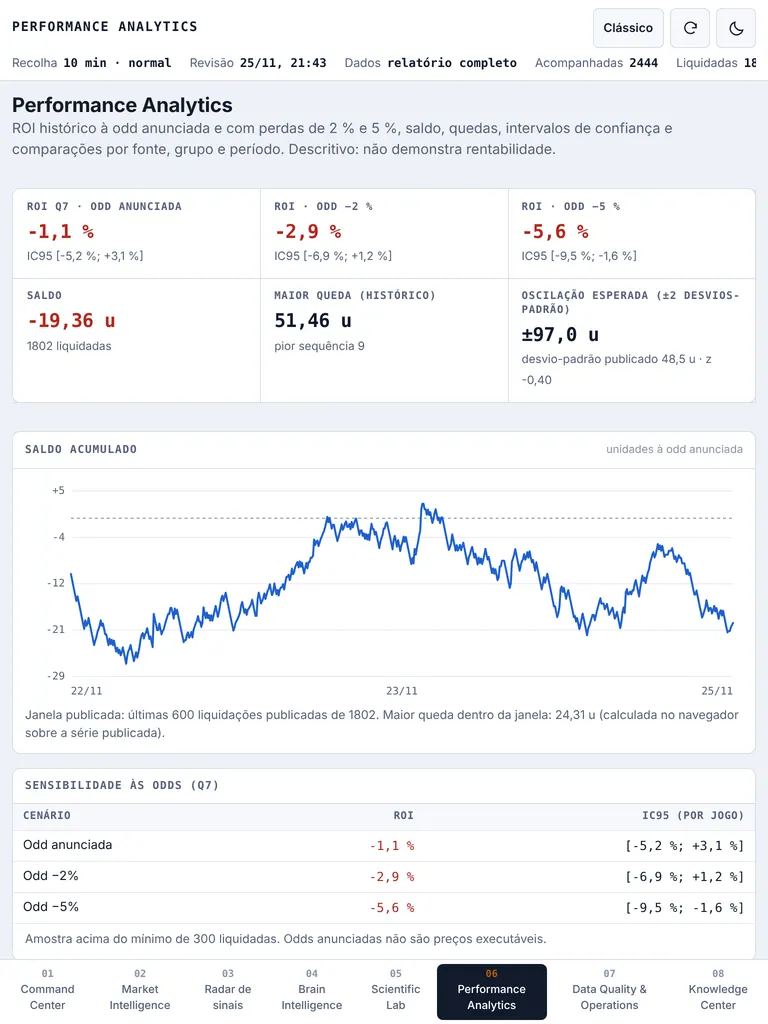 PERFORMANCE ANALYTICS
Clássico
Recolha 10 min · normal Revisão 25/11, 21:43 Dados relatório completo Acompanhadas 2444 Liquidadas 18
Performance Analytics
ROI histórico à odd anunciada e com perdas de 2 % e 5 %, saldo, quedas, intervalos de confiança e
comparações por fonte, grupo e período. Descritivo: não demonstra rentabilidade.
ROI Q7 · ODD ANUNCIADA
-1,1 %
IC95 [-5,2 %; +3,1 %]
ROI · ODD −2 %
-2,9 %
IC95 [-6,9 %; +1,2 %]
ROI · ODD −5 %
-5,6 %
IC95 [-9,5 %; -1,6 %]
SALDO
-19,36 u
1802 liquidadas
MAIOR QUEDA (HISTÓRICO)
51,46 u
pior sequência 9
OSCILAÇÃO ESPERADA (±2 DESVIOS-
PADRÃO)
±97,0 u
desvio-padrão publicado 48,5 u · z
-0,40
SALDO ACUMULADO
unidades à odd anunciada
+5
-4
-12
-21
-29
22/11 23/11 25/11
Janela publicada: últimas 600 liquidações publicadas de 1802. Maior queda dentro da janela: 24,31 u (calculada no navegador
sobre a série publicada).
SENSIBILIDADE ÀS ODDS (Q7)
CENÁRIO ROI IC95 (POR JOGO)
Odd anunciada -1,1 % [-5,2 %; +3,1 %]
Odd −2% -2,9 % [-6,9 %; +1,2 %]
Odd −5% -5,6 % [-9,5 %; -1,6 %]
Amostra acima do mínimo de 300 liquidadas. Odds anunciadas não são preços executáveis.
01
Command
Center
02
Market
Intelligence
03
Radar de
sinais
04
Brain
Intelligence
05
Scientific
Lab
06
Performance
Analytics
07
Data Quality &
Operations
08
Knowledge
Center